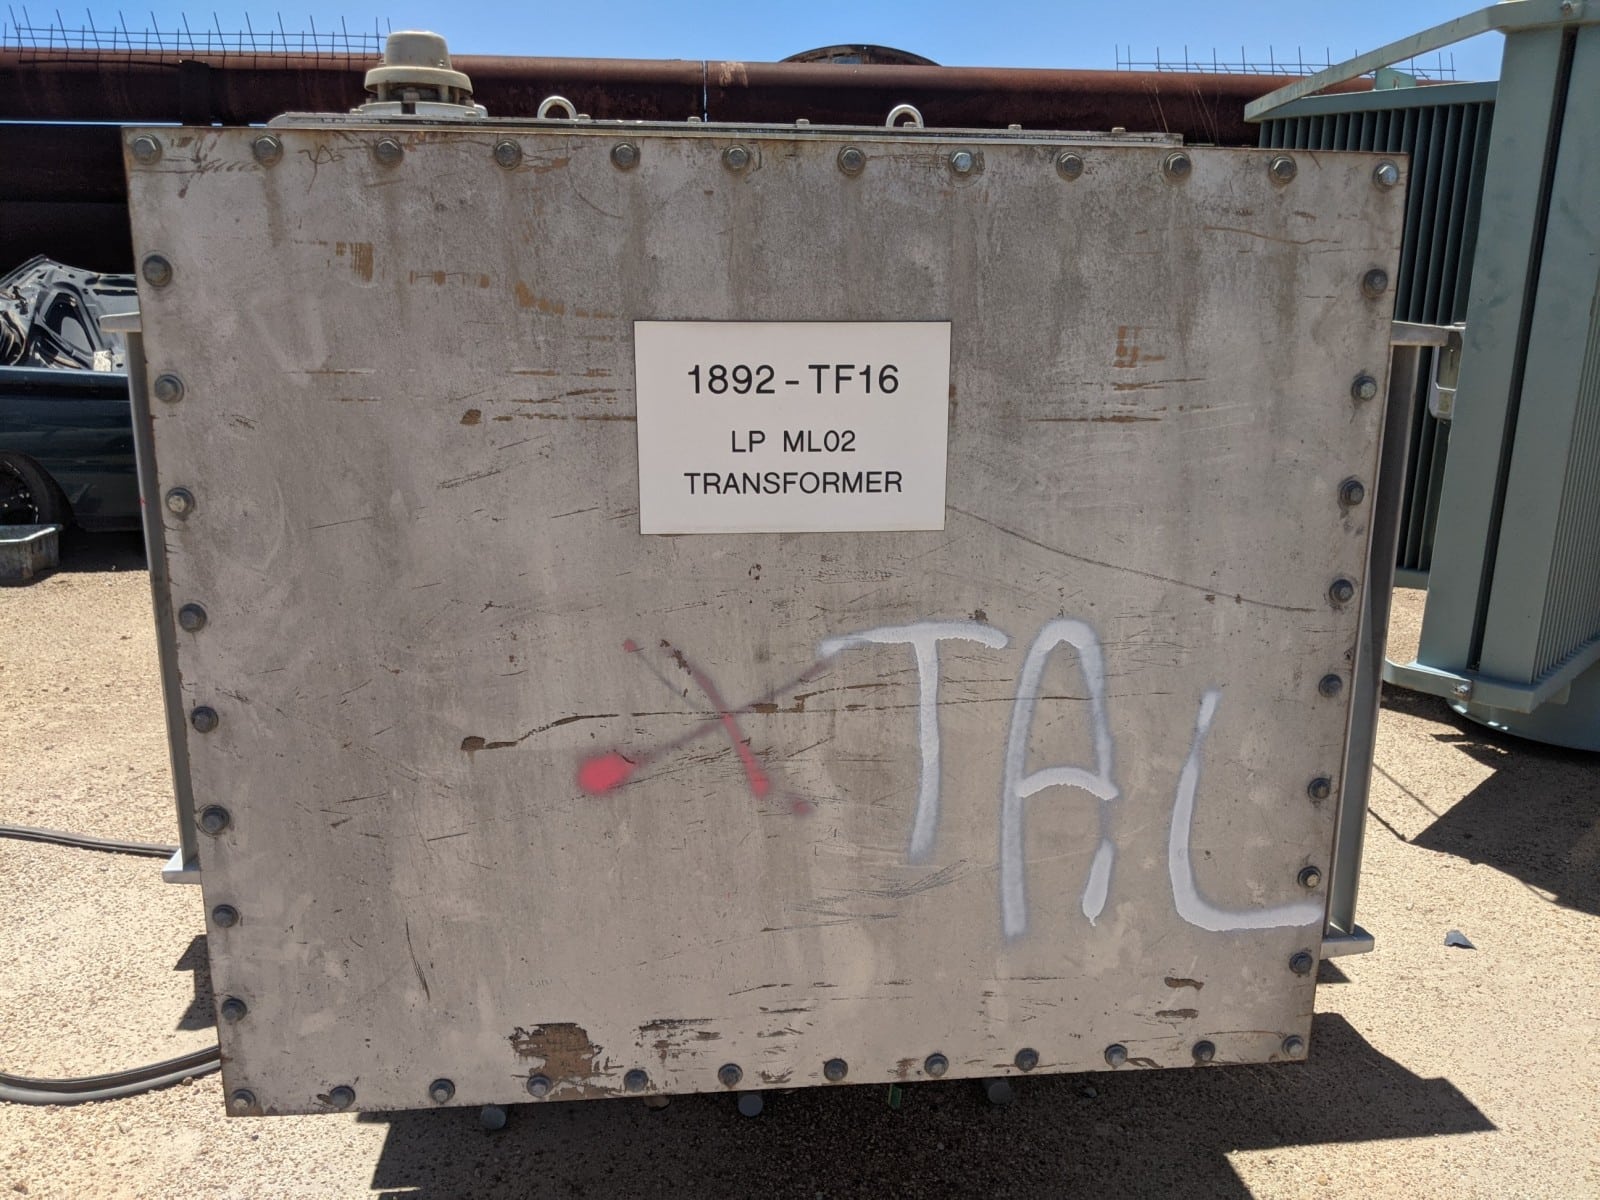 1892 - TF16
LP ML02
TRANSFORMER
TAL